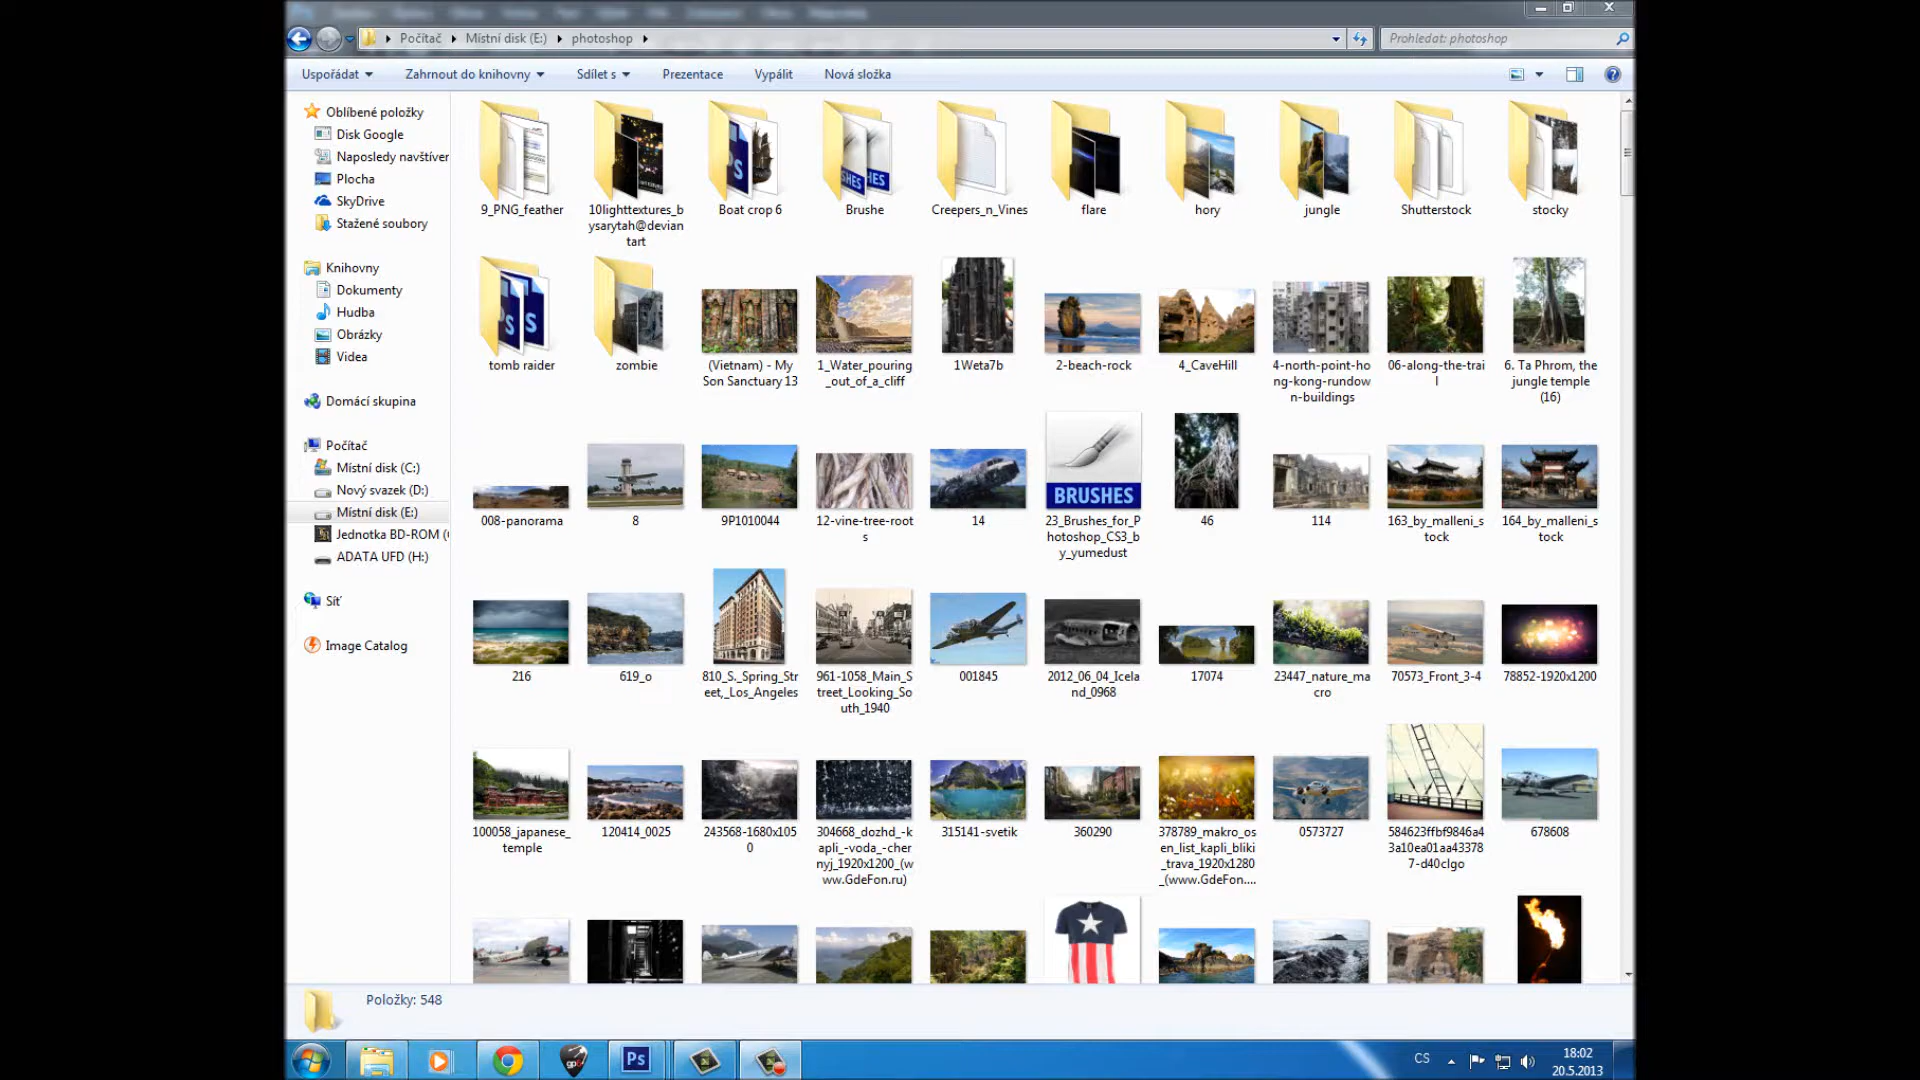 Počítač ▸ Místní disk (E:) ▸ photoshop ▸
Prohledat: photoshop
Uspořádat
Zahrnout do knihovny
Sdílet s
Prezentace
Vypálit
Nová složka
Oblíbené položky
Disk Google
Naposledy navštíver
Plocha
SkyDrive
Stažené soubory
Knihovny
Dokumenty
Hudba
Obrázky
Videa
Domácí skupina
Počítač
Místní disk (C:)
Nový svazek (D:)
Místní disk (E:)
Jednotka BD-ROM (
ADATA UFD (H:)
Síť
Image Catalog
9_PNG_feather
10lighttextures_b
ysarytah@devian
tart
Boat crop 6
Brushe
Creepers_n_Vines
flare
hory
jungle
Shutterstock
stocky
tomb raider
zombie
(Vietnam) - My
Son Sanctuary 13
1_Water_pouring
_out_of_a_cliff
1Weta7b
2-beach-rock
4_CaveHill
4-north-point-ho
ng-kong-rundow
n-buildings
06-along-the-trai
l
6. Ta Phrom, the
jungle temple
(16)
008-panorama
8
9P1010044
12-vine-tree-root
s
14
BRUSHES
23_Brushes_for_P
hotoshop_CS3_b
y_yumedust
46
114
163_by_malleni_s
tock
164_by_malleni_s
tock
216
619_o
810_S._Spring_Str
eet,_Los_Angeles
961-1058_Main_S
treet_Looking_So
uth_1940
001845
2012_06_04_Icela
nd_0968
17074
23447_nature_ma
cro
70573_Front_3-4
78852-1920x1200
100058_japanese_
temple
120414_0025
243568-1680x105
0
304668_dozhd_-k
apli_-voda_-cher
nyj_1920x1200_(w
ww.GdeFon.ru)
315141-svetik
360290
378789_makro_os
en_list_kapli_bliki
_trava_1920x1280
_(www.GdeFon....
0573727
584623ffbf9846a4
3a10ea01aa43378
7-d40clgo
678608
Položky: 548
Ps
CS
18:02
20.5.2013